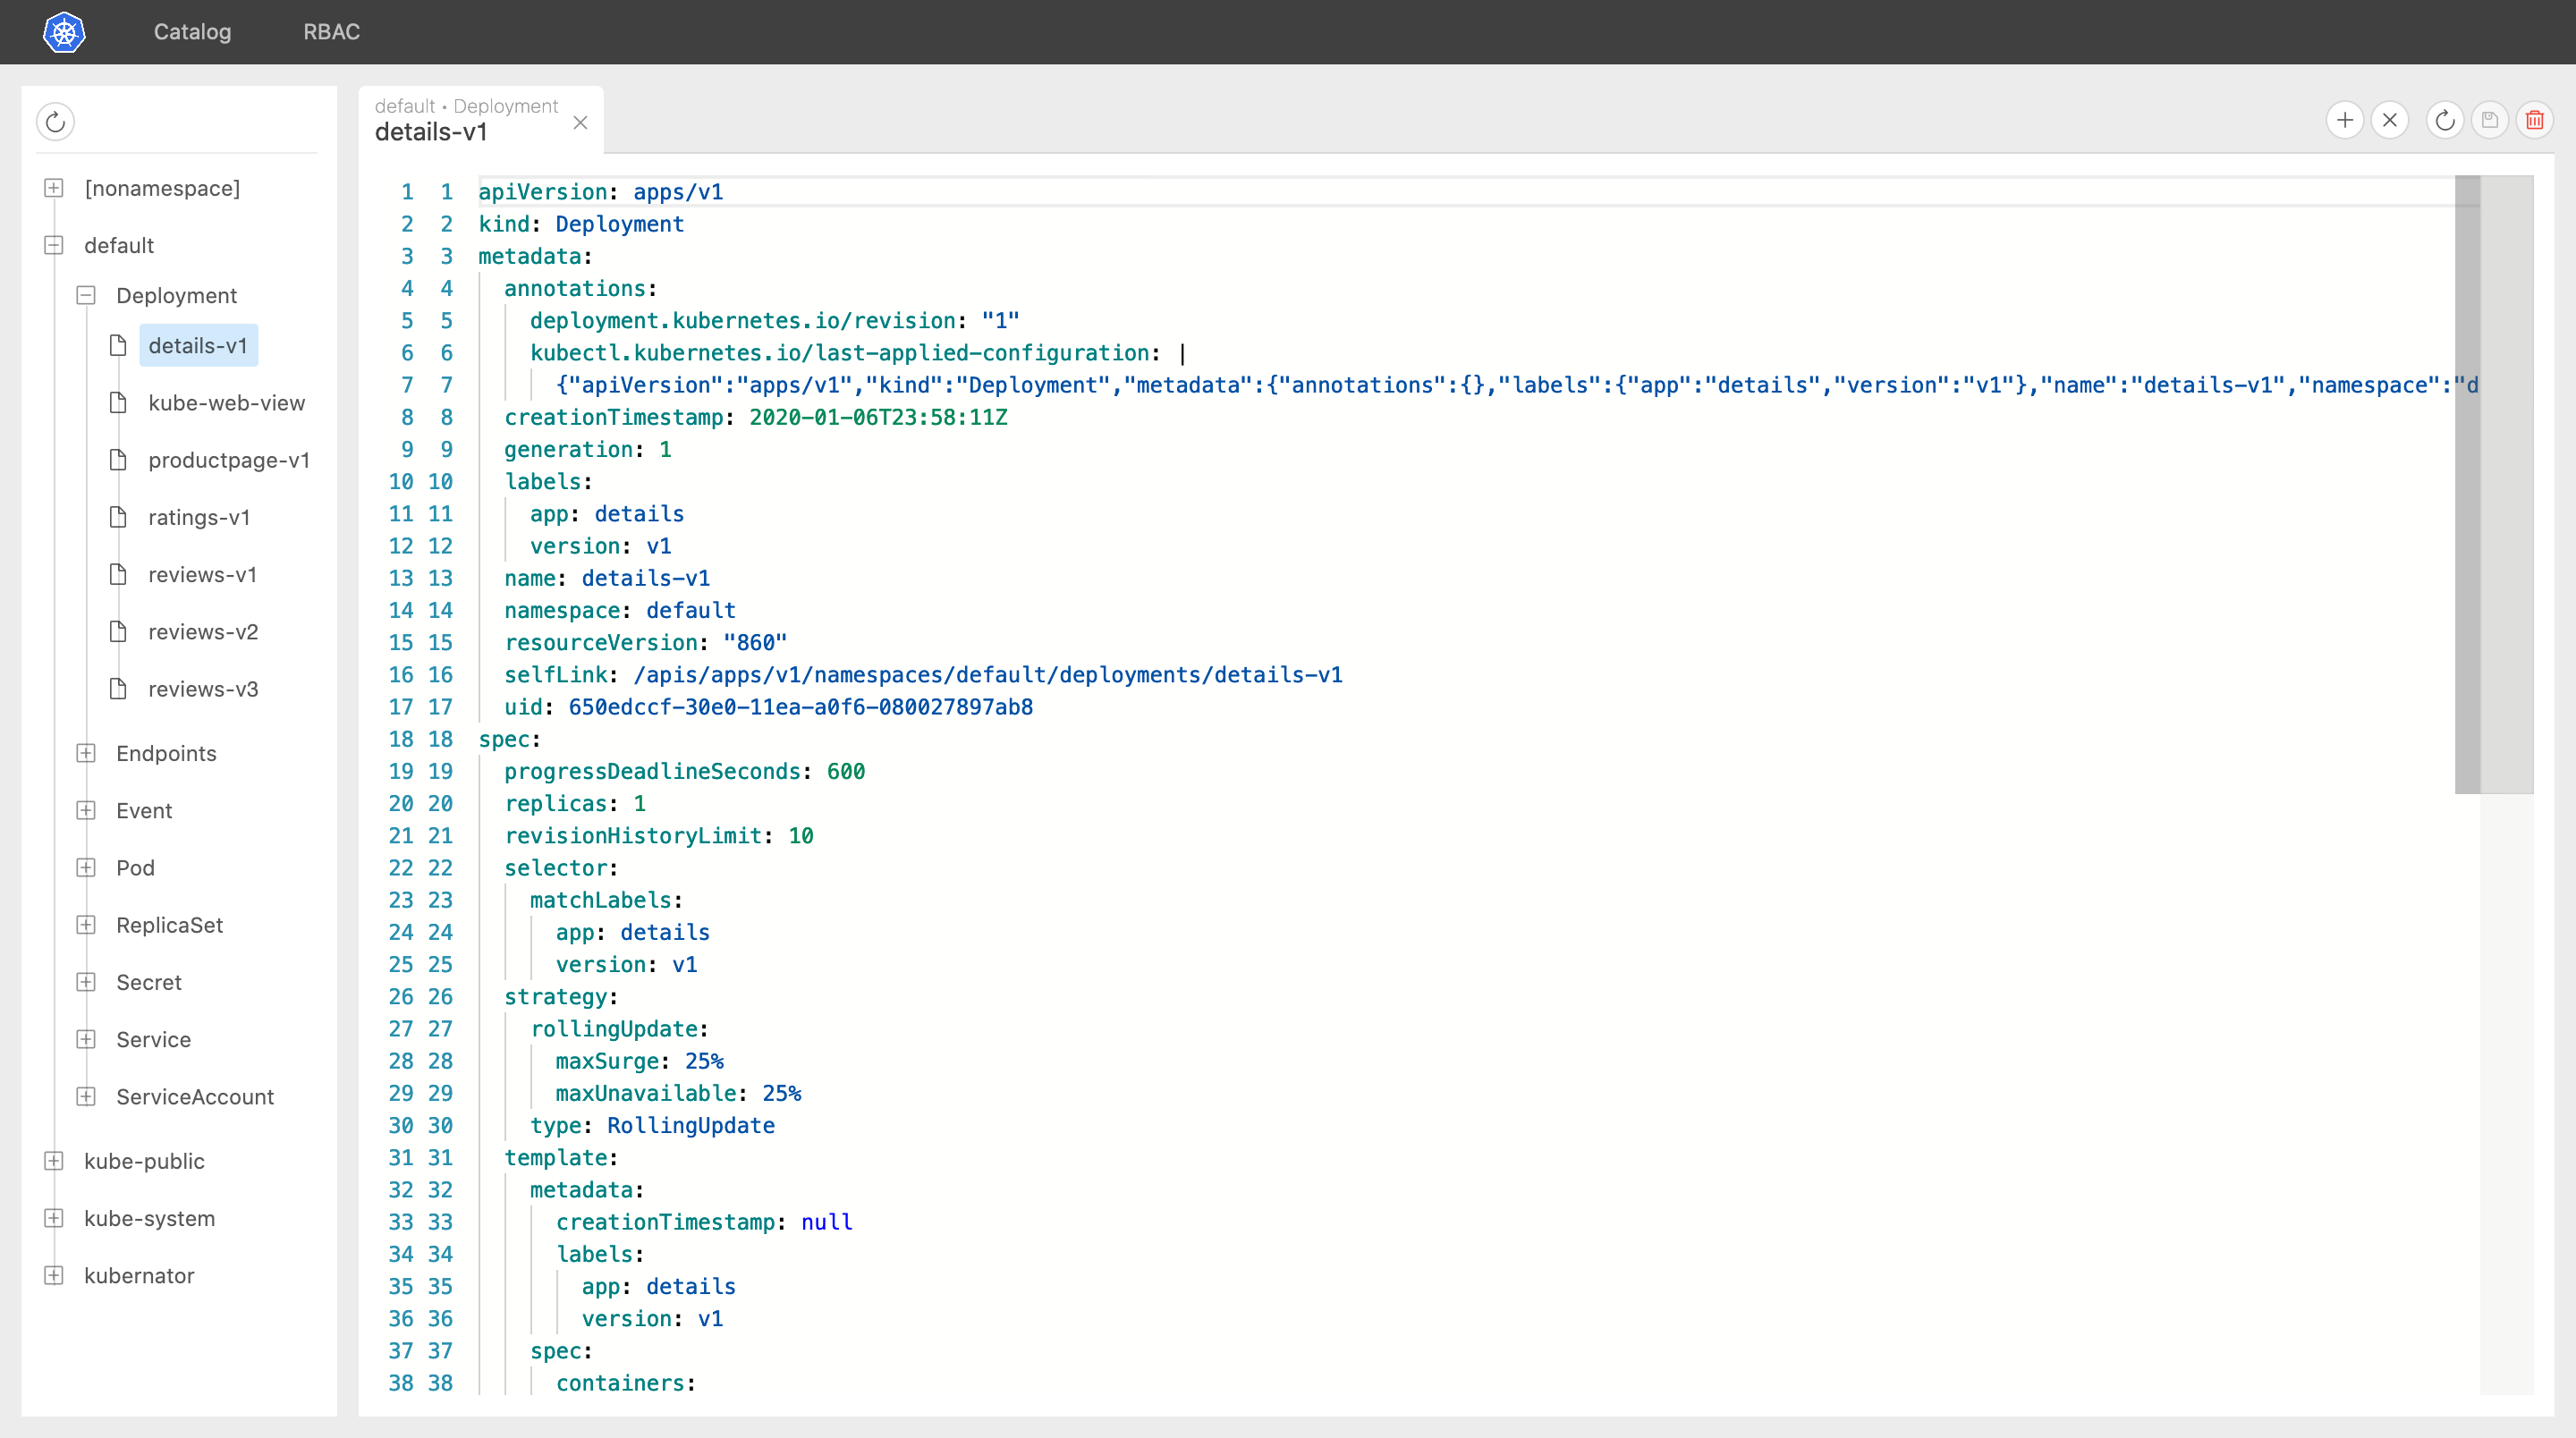 Catalog
RBAC
[nonamespace]
default
Deployment
details-v1
kube-web-view
productpage-v1
ratings-v1
reviews-v1
reviews-v2
reviews-v3
Endpoints
Event
Pod
ReplicaSet
Secret
Service
ServiceAccount
kube-public
kube-system
kubernator
default • Deployment
details-v1
1 1 apiVersion: apps/v1
2 2 kind: Deployment
3 3 metadata:
4 4 annotations:
5 5 deployment.kubernetes.io/revision: "1"
6 6 kubectl.kubernetes.io/last-applied-configuration: |
7 7 {"apiVersion":"apps/v1","kind":"Deployment","metadata":{"annotations":{},"labels":{"app":"details","version":"v1"},"name":"details-v1","namespace":"d
8 8 creationTimestamp: 2020-01-06T23:58:11Z
9 9 generation: 1
10 10 labels:
11 11 app: details
12 12 version: v1
13 13 name: details-v1
14 14 namespace: default
15 15 resourceVersion: "860"
16 16 selfLink: /apis/apps/v1/namespaces/default/deployments/details-v1
17 17 uid: 650edccf-30e0-11ea-a0f6-080027897ab8
18 18 spec:
19 19 progressDeadlineSeconds: 600
20 20 replicas: 1
21 21 revisionHistoryLimit: 10
22 22 selector:
23 23 matchLabels:
24 24 app: details
25 25 version: v1
26 26 strategy:
27 27 rollingUpdate:
28 28 maxSurge: 25%
29 29 maxUnavailable: 25%
30 30 type: RollingUpdate
31 31 template:
32 32 metadata:
33 33 creationTimestamp: null
34 34 labels:
35 35 app: details
36 36 version: v1
37 37 spec:
38 38 containers: